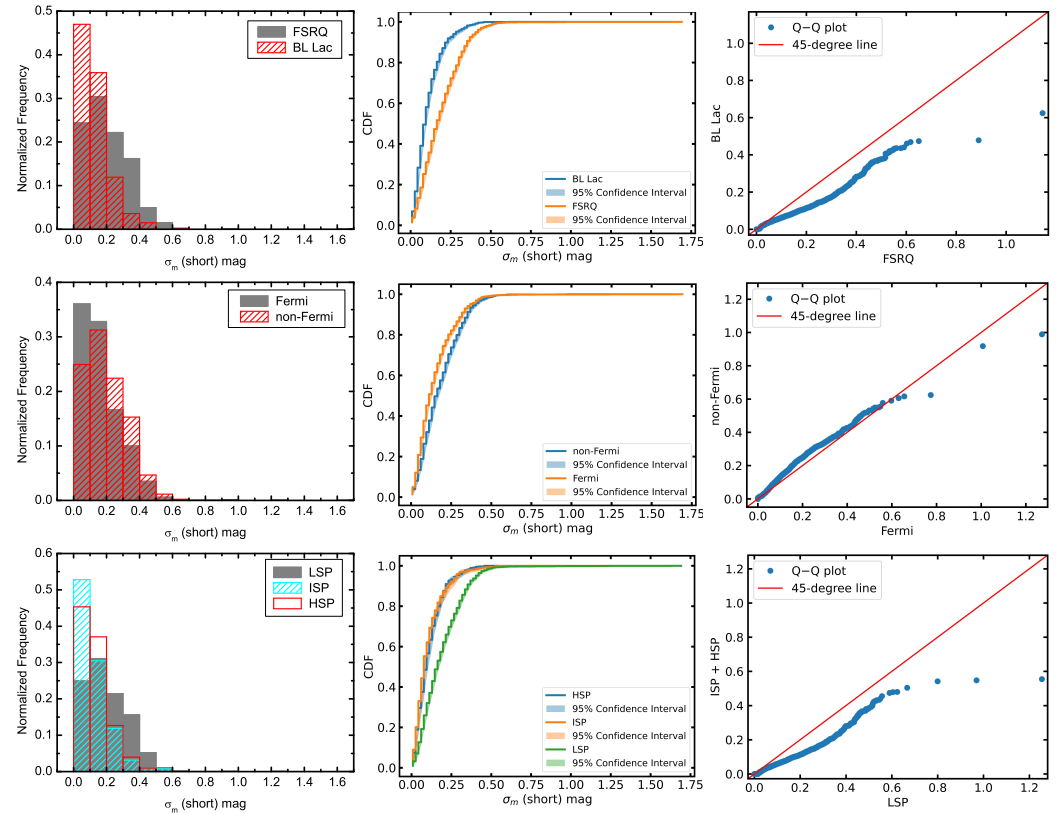 0.5
0.4
0.3
0.2
0.1
0.0
Normalized Frequency
FSRQ
BL Lac
0.0 0.2 0.4 0.6 0.8 1.0 1.2 1.4 1.6
σm (short) mag
1.0
0.8
0.6
0.4
0.2
0.0
CDF
BL Lac
95% Confidence Interval
FSRQ
95% Confidence Interval
0.00 0.25 0.50 0.75 1.00 1.25 1.50 1.75
σm (short) mag
Q−Q plot
45-degree line
1.0
0.8
0.6
0.4
0.2
0.0
BL Lac
0.0 0.2 0.4 0.6 0.8 1.0
FSRQ
0.4
0.3
0.2
0.1
0.0
Normalized Frequency
Fermi
non-Fermi
0.0 0.2 0.4 0.6 0.8 1.0 1.2 1.4 1.6
σm (short) mag
1.0
0.8
0.6
0.4
0.2
0.0
CDF
non-Fermi
95% Confidence Interval
Fermi
95% Confidence Interval
0.00 0.25 0.50 0.75 1.00 1.25 1.50 1.75
σm (short) mag
Q−Q plot
45-degree line
1.2
1.0
0.8
0.6
0.4
0.2
0.0
non-Fermi
0.0 0.2 0.4 0.6 0.8 1.0 1.2
Fermi
0.6
0.5
0.4
0.3
0.2
0.1
0.0
Normalized Frequency
LSP
ISP
HSP
0.0 0.2 0.4 0.6 0.8 1.0 1.2 1.4 1.6
σm (short) mag
1.0
0.8
0.6
0.4
0.2
0.0
CDF
HSP
95% Confidence Interval
ISP
95% Confidence Interval
LSP
95% Confidence Interval
0.00 0.25 0.50 0.75 1.00 1.25 1.50 1.75
σm (short) mag
Q−Q plot
45-degree line
1.2
1.0
0.8
0.6
0.4
0.2
0.0
ISP + HSP
0.0 0.2 0.4 0.6 0.8 1.0 1.2
LSP